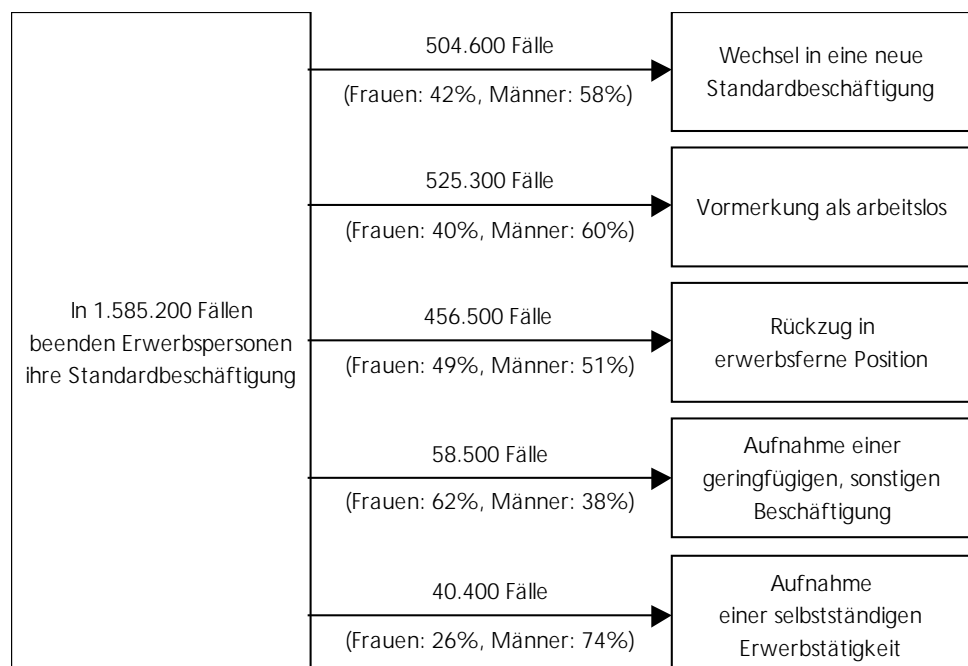 In 1.585.200 Fällen
beenden Erwerbspersonen
ihre Standardbeschäftigung
504.600 Fälle
(Frauen: 42%, Männer: 58%)
Wechsel in eine neue
Standardbeschäftigung
525.300 Fälle
(Frauen: 40%, Männer: 60%)
Vormerkung als arbeitslos
456.500 Fälle
(Frauen: 49%, Männer: 51%)
Rückzug in
erwerbsferne Position
58.500 Fälle
(Frauen: 62%, Männer: 38%)
Aufnahme einer
geringfügigen, sonstigen
Beschäftigung
40.400 Fälle
(Frauen: 26%, Männer: 74%)
Aufnahme
einer selbstständigen
Erwerbstätigkeit